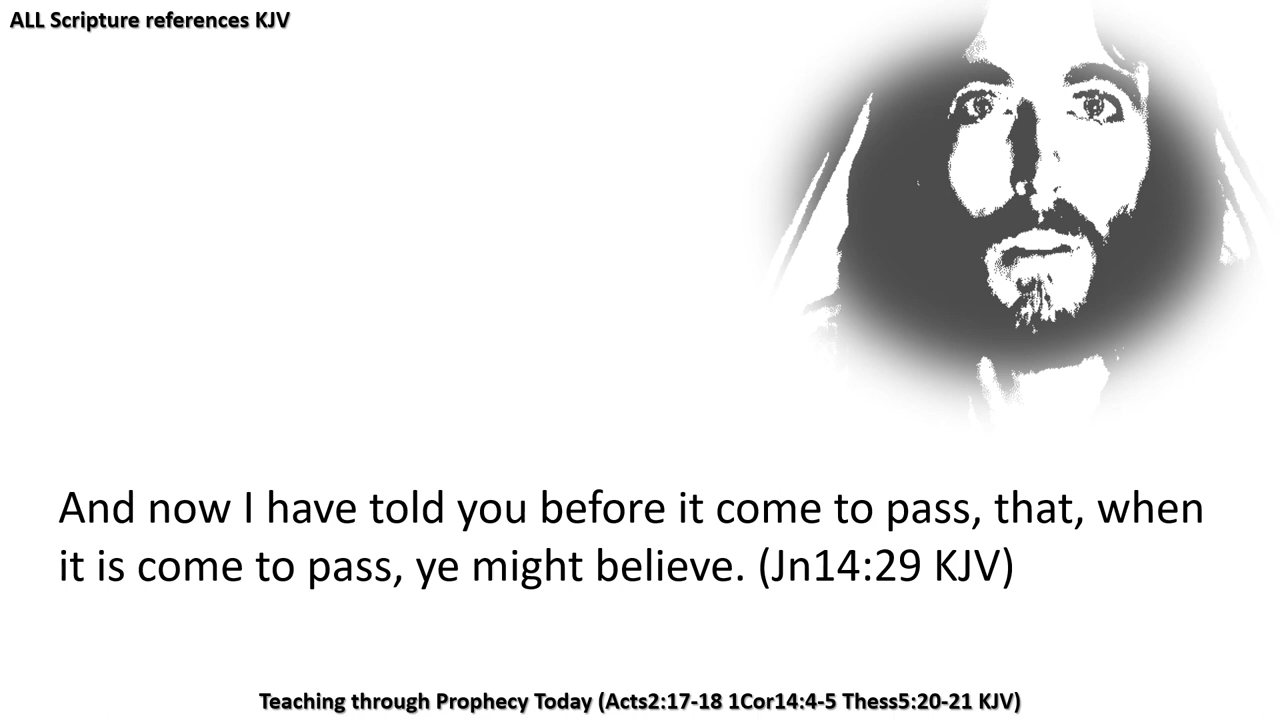 ALL Scripture references KJV
And now I have told you before it come to pass, that, when
it is come to pass, ye might believe. (Jn14:29 KJV)
Teaching through Prophecy Today (Acts2:17-18 1Cor14:4-5 Thess5:20-21 KJV)